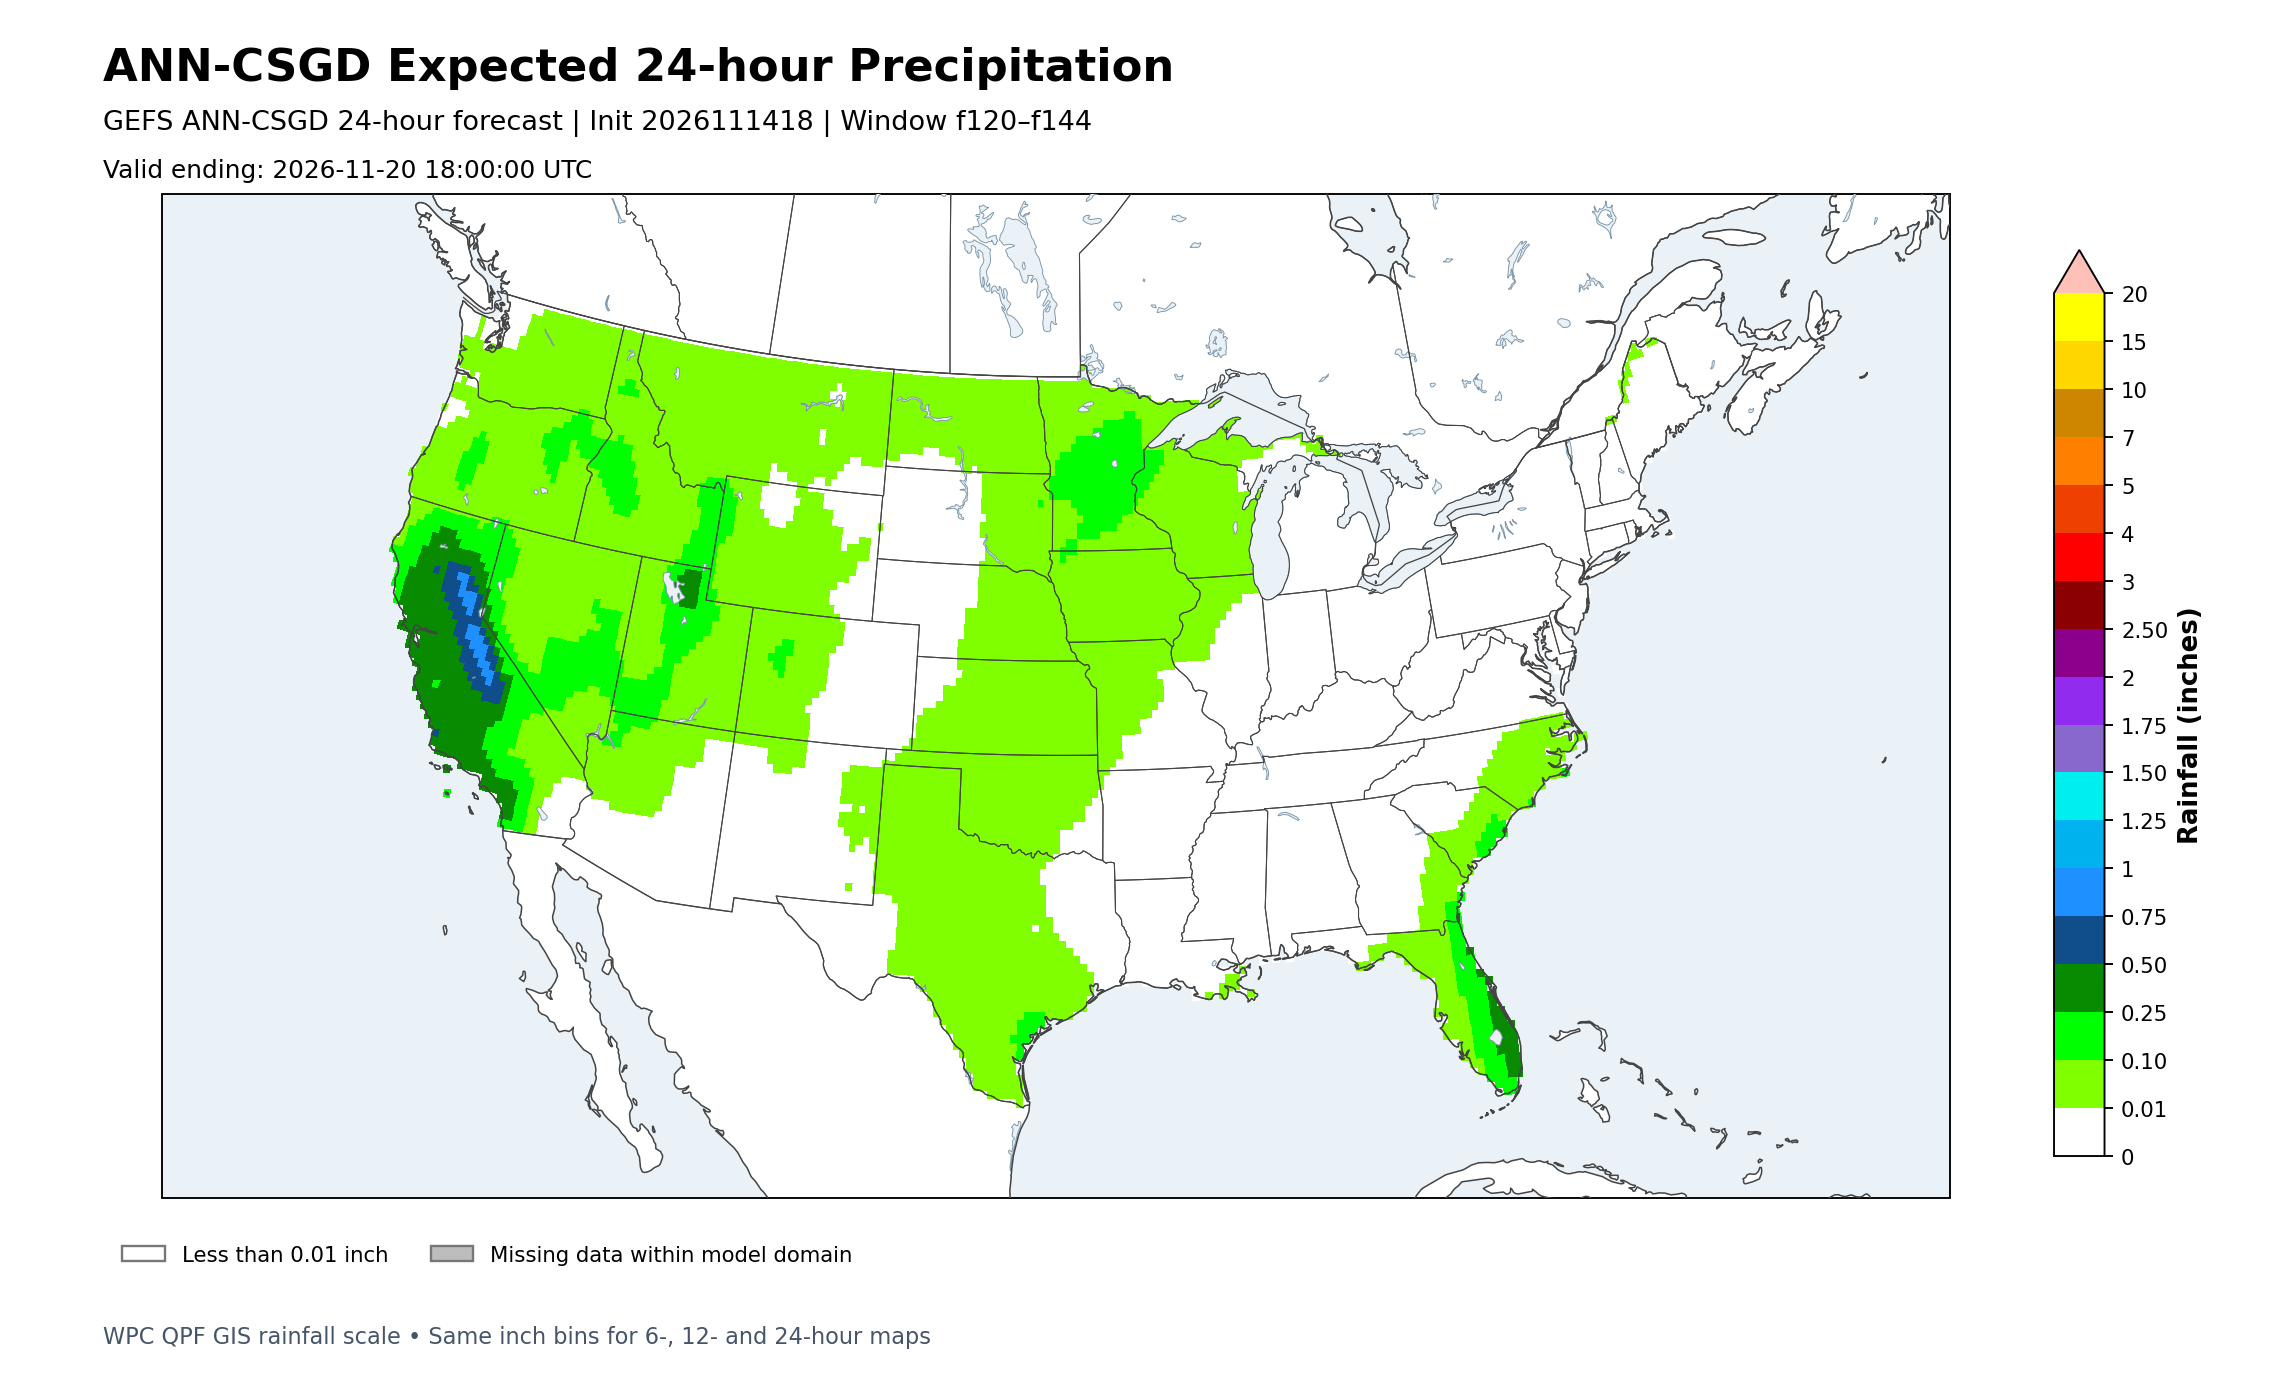 ANN-CSGD Expected 24-hour Precipitation
GEFS ANN-CSGD 24-hour forecast | Init 2026111418 | Window f120–f144
Valid ending: 2026-11-20 18:00:00 UTC
20
15
10
7
5
4
3
2.50
2
1.75
1.50
1.25
1
0.75
0.50
0.25
0.10
0.01
0
Rainfall (inches)
Less than 0.01 inch
Missing data within model domain
WPC QPF GIS rainfall scale • Same inch bins for 6-, 12- and 24-hour maps